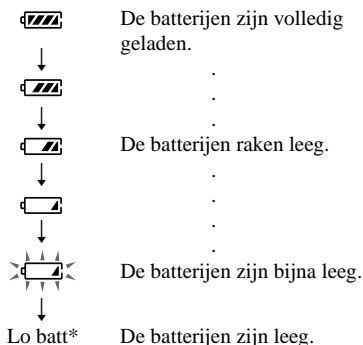 De batterijen zijn volledig
geladen.
.
.
.
De batterijen raken leeg.
.
.
.
.
De batterijen zijn bijna leeg.
Lo batt* De batterijen zijn leeg.